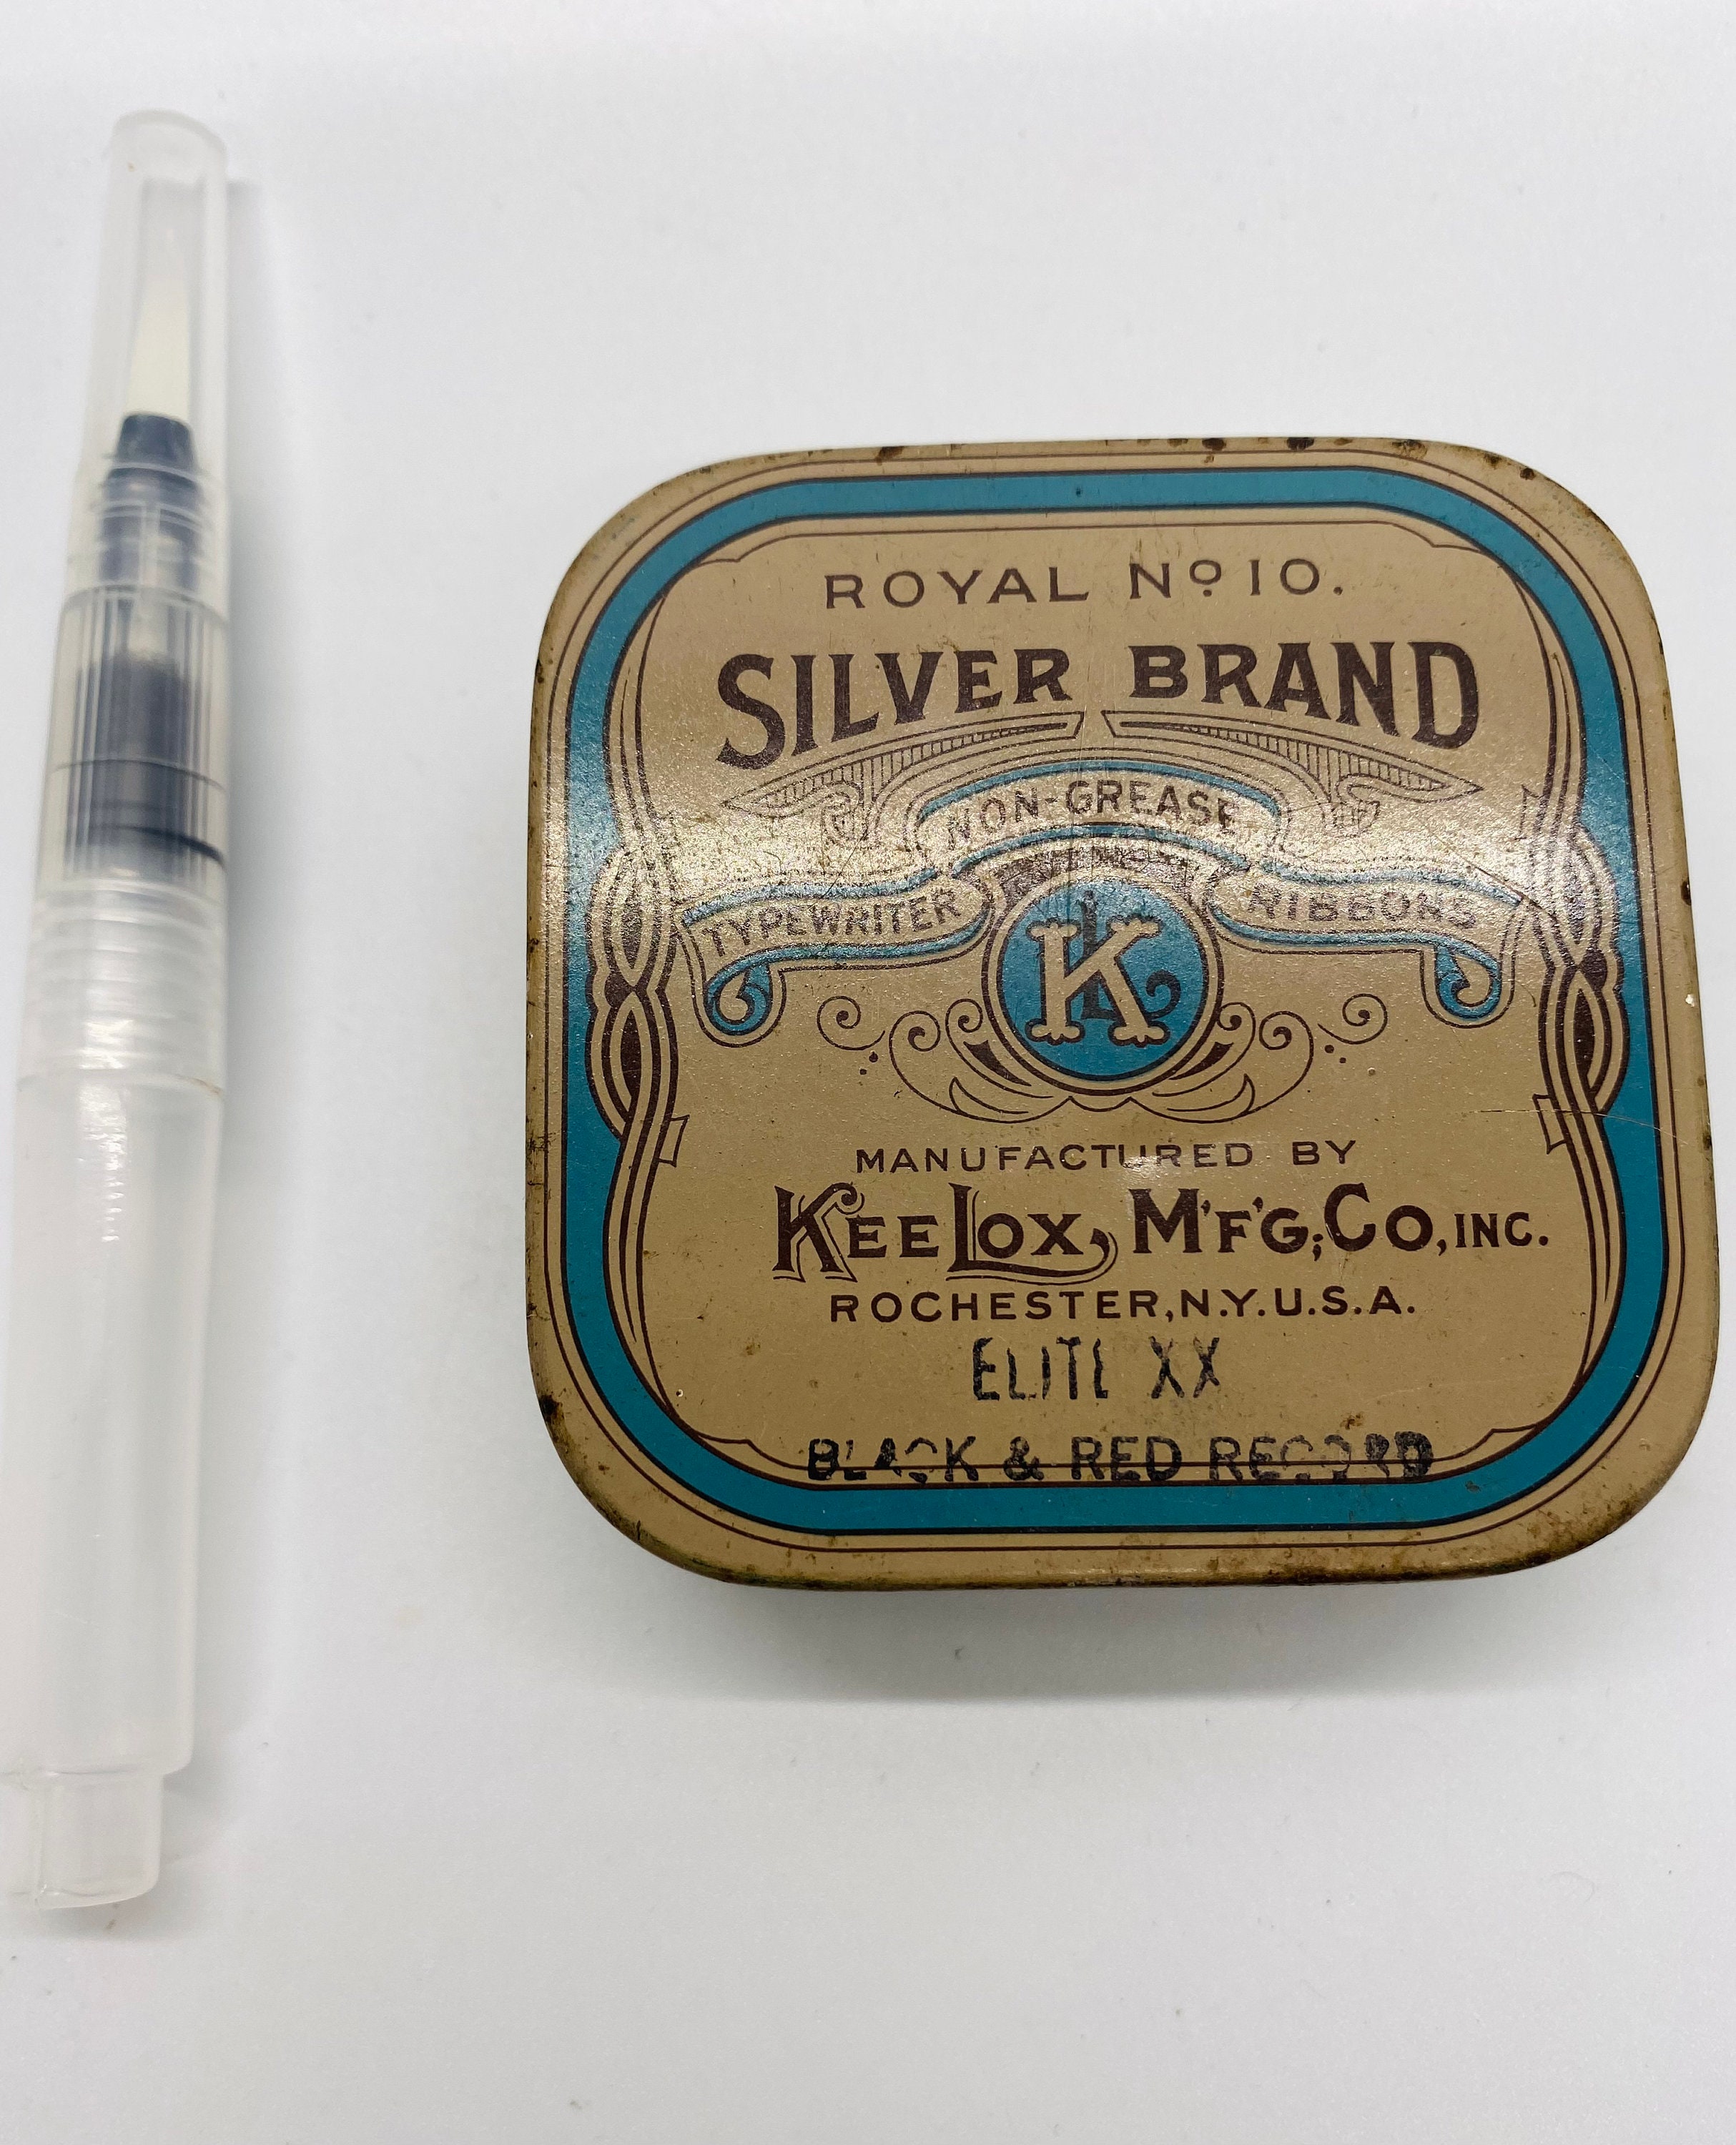 ROYAL Nº 10.
SILVER BRAND
NON-GREASE
TYPEWRITER RIBBONS
K
MANUFACTURED BY
KEELOX, M'F'G, CO, INC.
ROCHESTER, N.Y. U.S.A.
ELITE XX
BLACK & RED RECORD